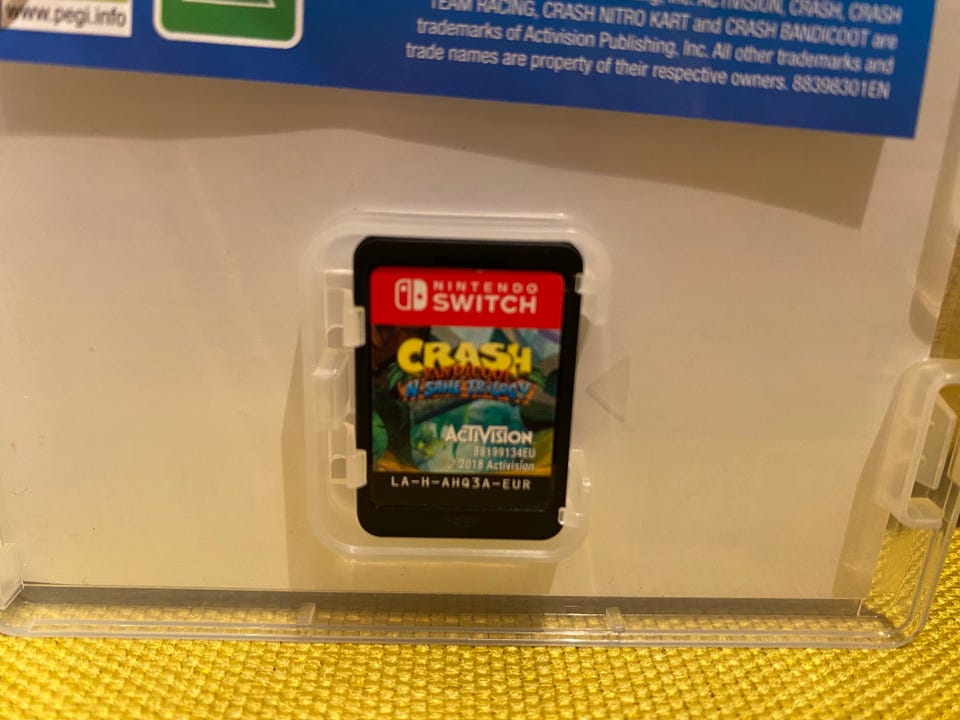 www.pegi.info
Inc. ACTIVISION, CRASH, CRASH
TEAM RACING, CRASH NITRO KART and CRASH BANDICOOT are
trademarks of Activision Publishing, Inc. All other trademarks and
trade names are property of their respective owners. 88398301EN
NINTENDO
SWITCH
CRASH
BANDICOOT
N. SANE TRILOGY
ACTIVISION
88199134EU
© 2018 Activision
LA-H-AHQ3A-EUR